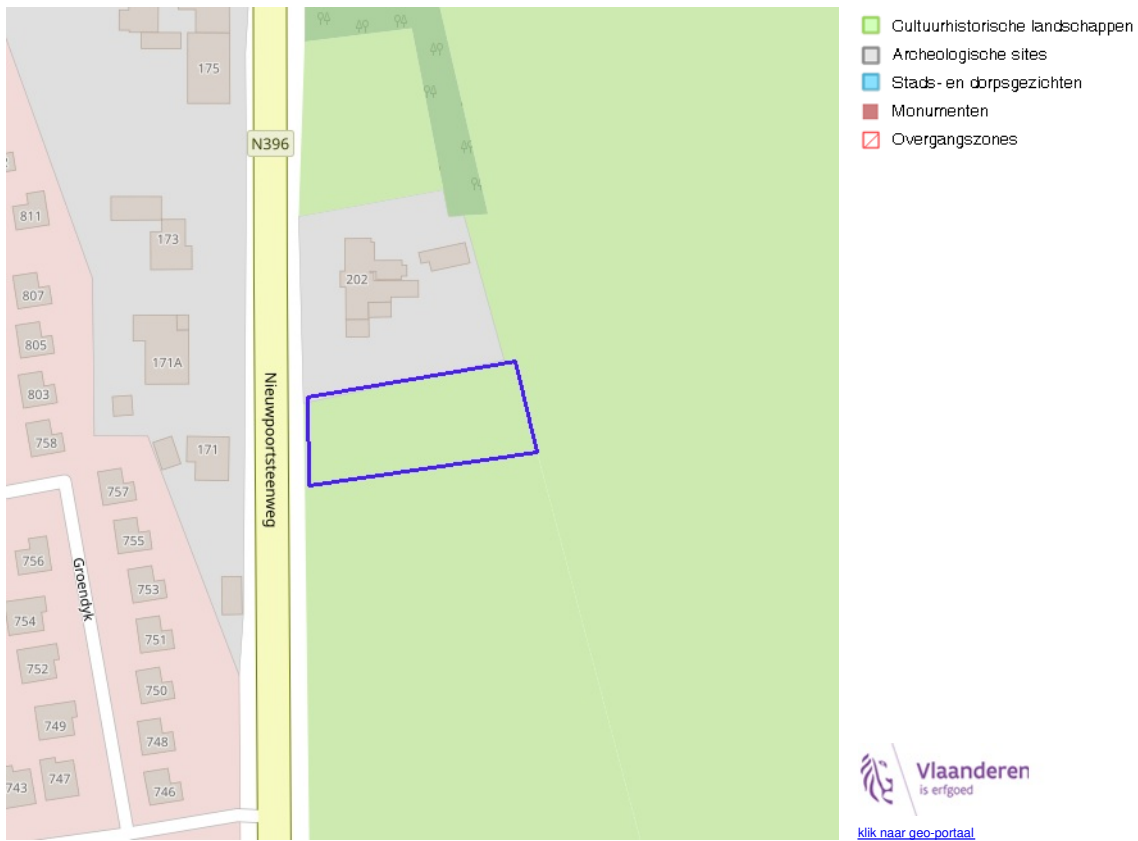 175
N396
811
173
202
807
805
171A
803
Nieuwpoortsteenweg
758
171
757
755
756
Groendyk
753
754
751
752
750
749
748
747
743
746
Cultuurhistorische landschappen
Archeologische sites
Stads- en dorpsgezichten
Monumenten
Overgangszones
Vlaanderen
is erfgoed
klik naar geo-portaal